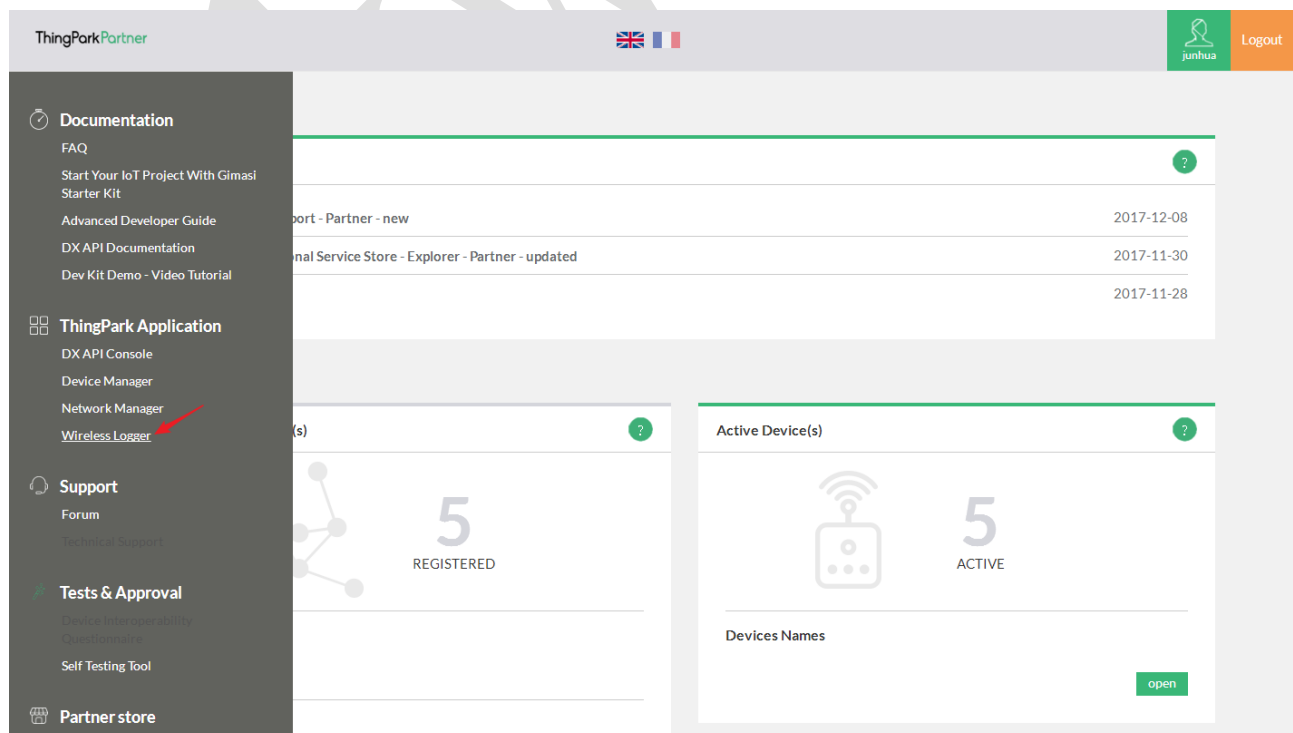 ThingParkPartner
junhua
Logout
Documentation
FAQ
Start Your IoT Project With Gimasi
Starter Kit
Advanced Developer Guide
DX API Documentation
Dev Kit Demo - Video Tutorial
ThingPark Application
DX API Console
Device Manager
Network Manager
Wireless Logger
Support
Forum
Technical Support
Tests & Approval
Device Interoperability
Questionnaire
Self Testing Tool
Partner store
?
port - Partner - new
2017-12-08
onal Service Store - Explorer - Partner - updated
2017-11-30
2017-11-28
(s)
?
5
REGISTERED
Active Device(s)
?
5
ACTIVE
Devices Names
open